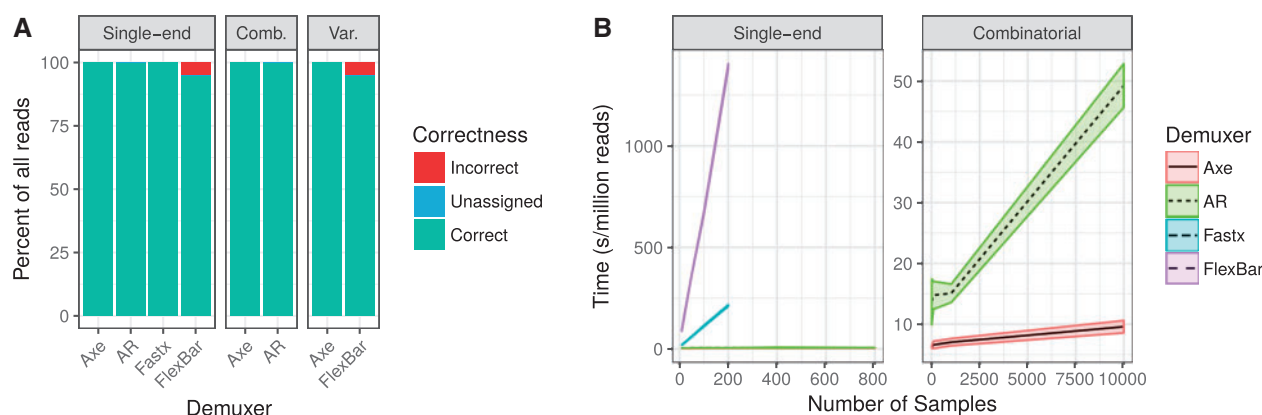 A
Single−end
Comb.
Var.
100
75
50
25
0
Percent of all reads
Axe
AR
Fastx
FlexBar
Axe
AR
Axe
FlexBar
Demuxer
Correctness
Incorrect
Unassigned
Correct
B
Single−end
Combinatorial
1000
500
0
Time (s/million reads)
50
40
30
20
10
0
200
400
600
800
0
2500
5000
7500
10000
Number of Samples
Demuxer
Axe
AR
Fastx
FlexBar